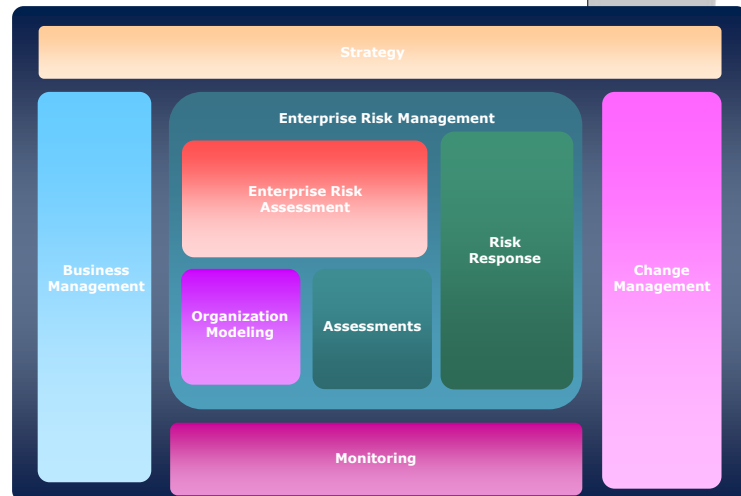 Strategy
Enterprise Risk Management
Enterprise Risk
Assessment
Risk
Response
Business
Management
Change
Management
Organization
Modeling
Assessments
Monitoring